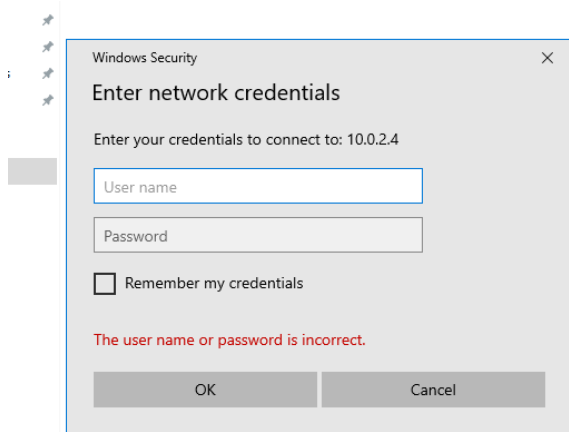 Windows Security
Enter network credentials
Enter your credentials to connect to: 10.0.2.4
User name
Password
Remember my credentials
The user name or password is incorrect.
OK Cancel